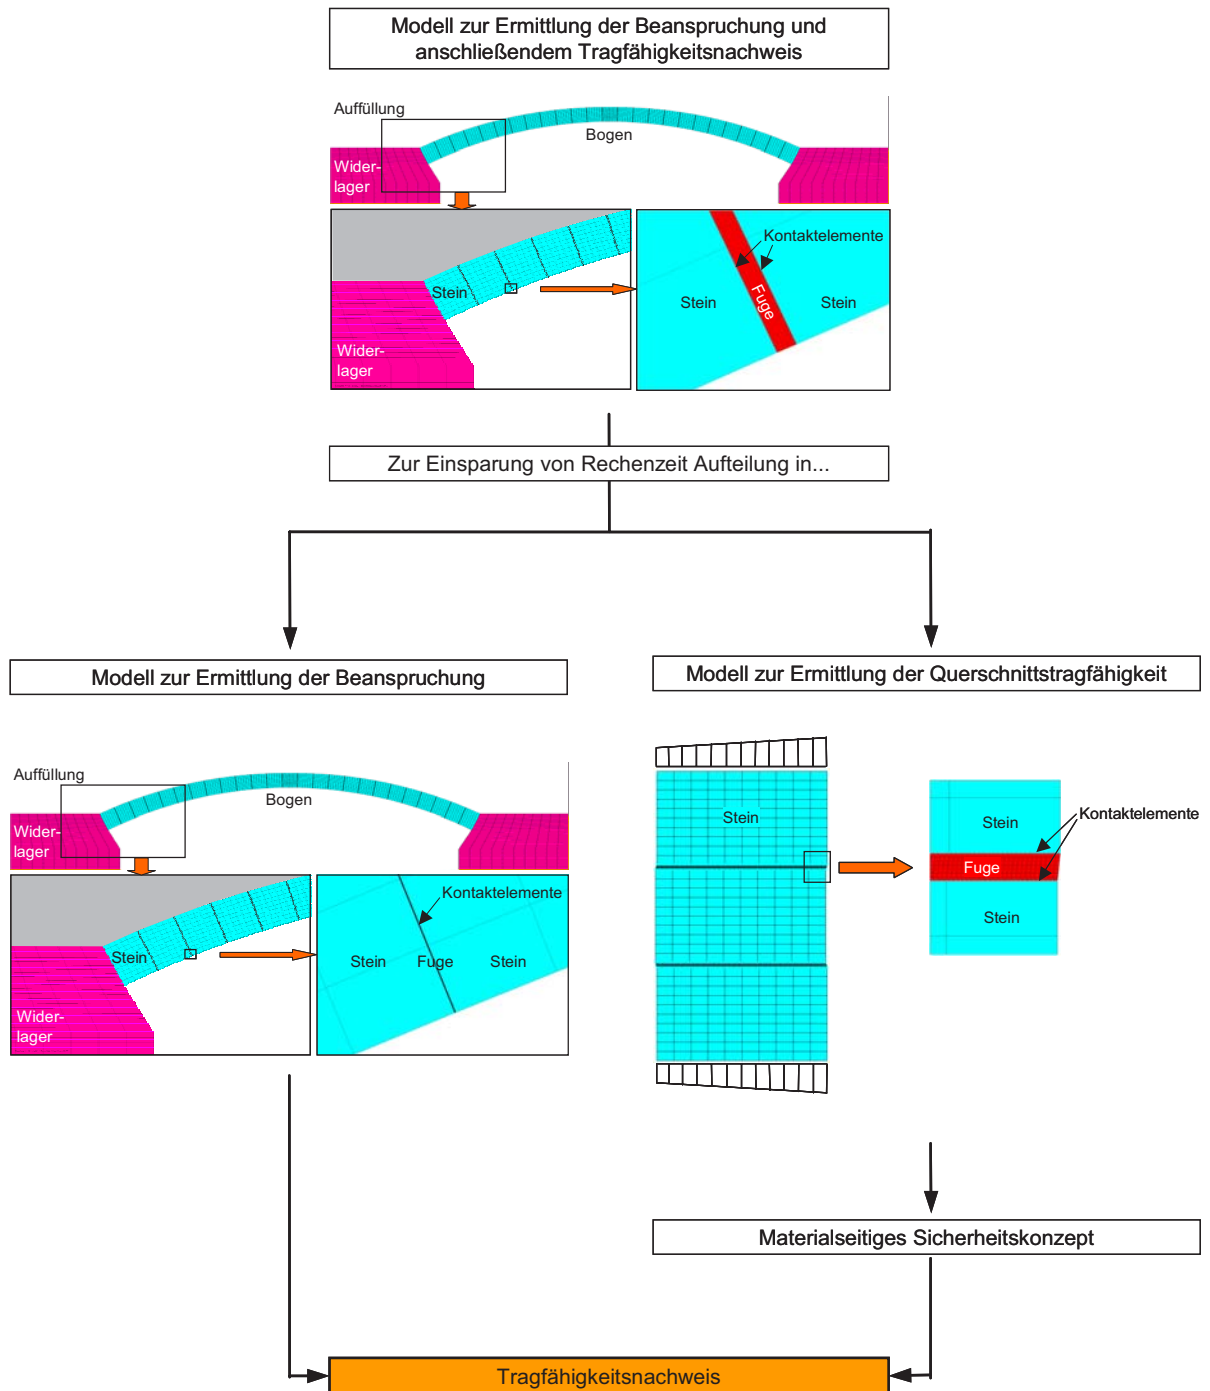 Modell zur Ermittlung der Beanspruchung und
anschließendem Tragfähigkeitsnachweis
Auffüllung
Bogen
Wider-
lager
Kontaktelemente
Stein
Stein
Fuge
Stein
Wider-
lager
Zur Einsparung von Rechenzeit Aufteilung in...
Modell zur Ermittlung der Beanspruchung
Auffüllung
Bogen
Wider-
lager
Kontaktelemente
Stein
Stein
Fuge
Stein
Wider-
lager
Modell zur Ermittlung der Querschnittstragfähigkeit
Stein
Stein
Kontaktelemente
Fuge
Stein
Materialseitiges Sicherheitskonzept
Tragfähigkeitsnachweis